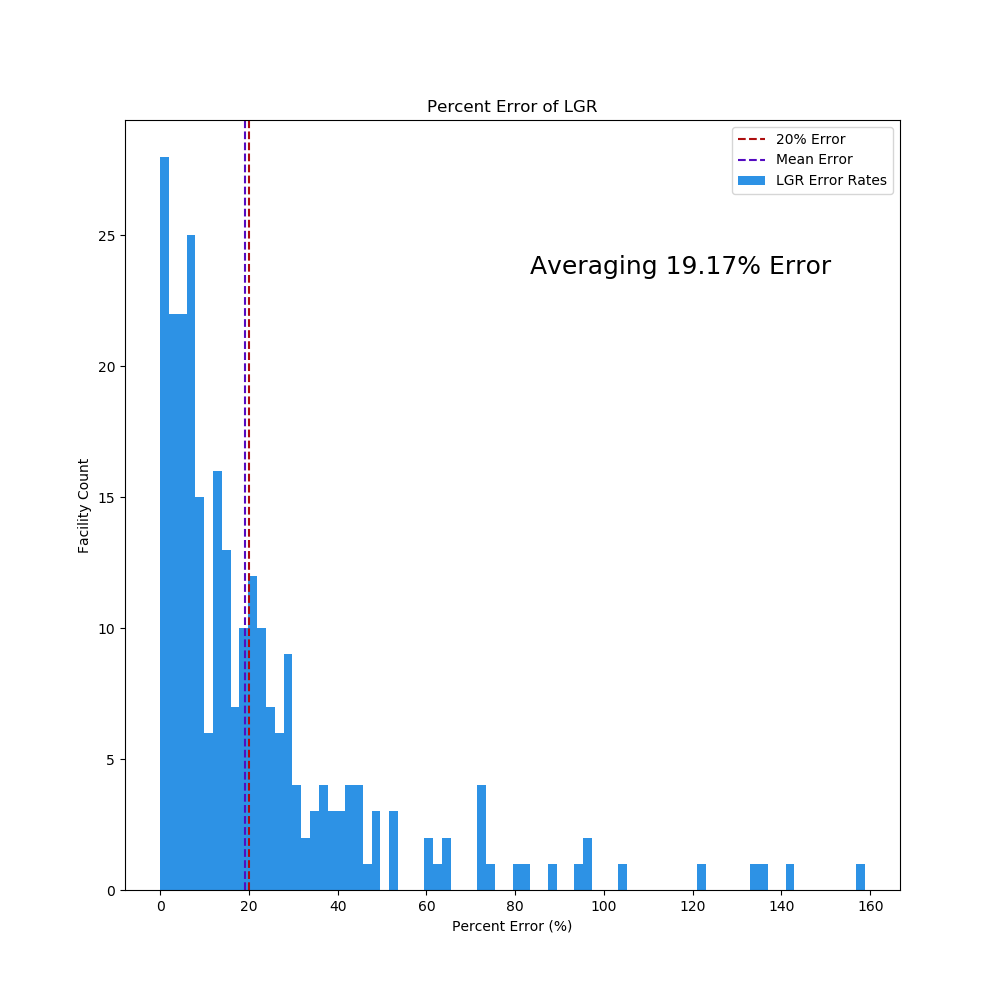 Percent Error of LGR
20% Error
Mean Error
LGR Error Rates
Averaging 19.17% Error
Facility Count
25
20
15
10
5
0
0 20 40 60 80 100 120 140 160
Percent Error (%)